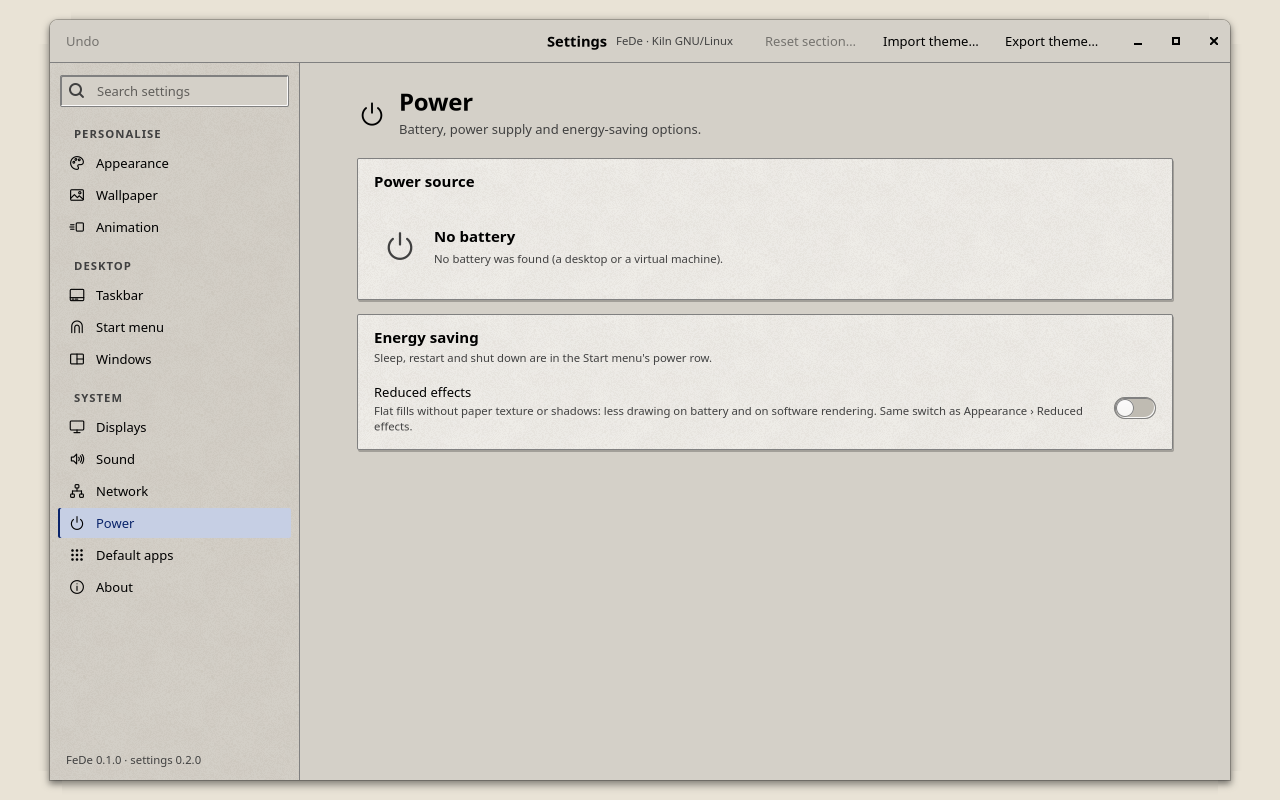 Undo
Settings FeDe · Kiln GNU/Linux
Reset section...
Import theme...
Export theme...
Search settings
PERSONALISE
Appearance
Wallpaper
Animation
DESKTOP
Taskbar
Start menu
Windows
SYSTEM
Displays
Sound
Network
Power
Default apps
About
FeDe 0.1.0 · settings 0.2.0
Power
Battery, power supply and energy-saving options.
Power source
No battery
No battery was found (a desktop or a virtual machine).
Energy saving
Sleep, restart and shut down are in the Start menu's power row.
Reduced effects
Flat fills without paper texture or shadows: less drawing on battery and on software rendering. Same switch as Appearance › Reduced
effects.